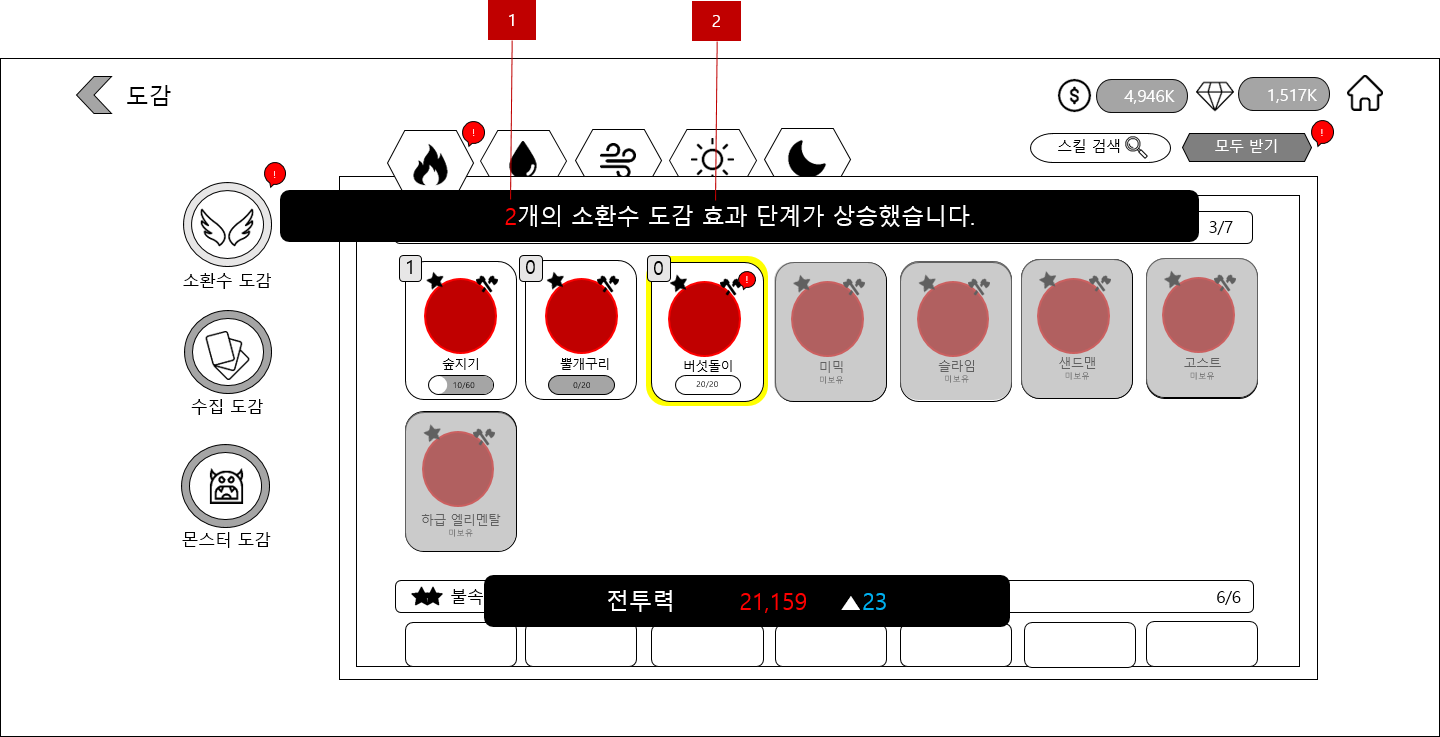 1
2
도감
$
4,946K
1,517K
!
스킬 검색
모두 받기
!
!
2개의 소환수 도감 효과 단계가 상승했습니다.
3/7
소환수 도감
1
0
0
!
숲지기
뿔개구리
버섯돌이
미믹
슬라임
샌드맨
고스트
10/60
0/20
20/20
미보유
미보유
미보유
미보유
수집 도감
하급 엘리멘탈
미보유
몬스터 도감
불속
전투력
21,159
▲23
6/6